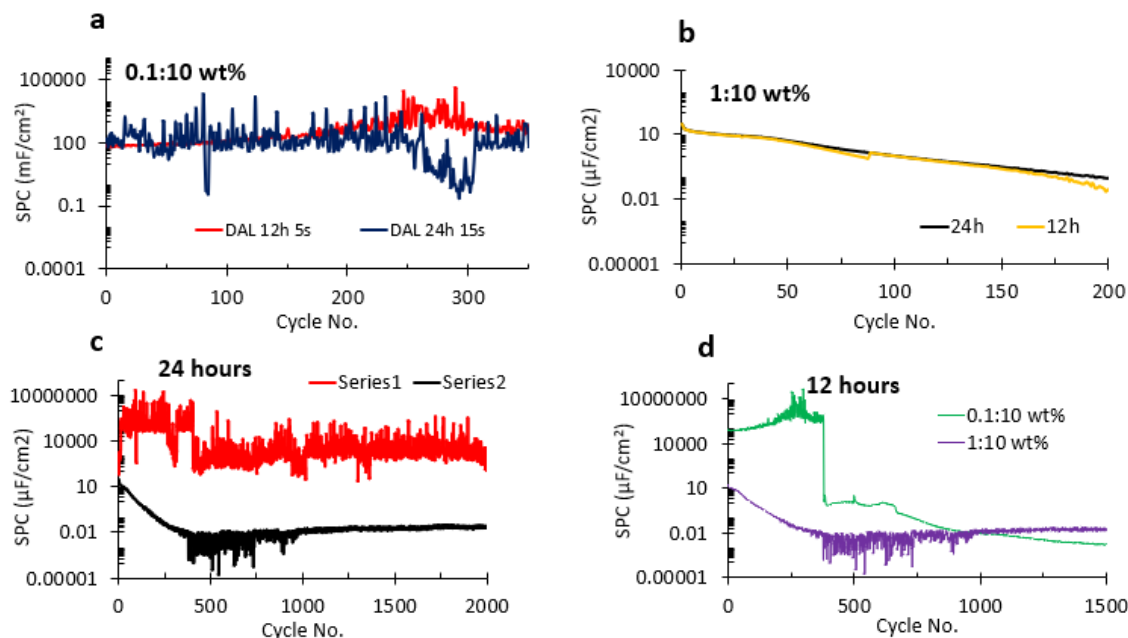 a
0.1:10 wt%
SPC (mF/cm²)
100000
100
0.1
0.0001
DAL 12h 5s
DAL 24h 15s
0
100
200
300
Cycle No.
b
1:10 wt%
SPC (µF/cm2)
10000
10
0.01
0.00001
24h
12h
0
50
100
150
200
Cycle No.
c
24 hours
Series1
Series2
SPC (µF/cm²)
10000000
10000
10
0.01
0.00001
0
500
1000
1500
2000
Cycle No.
d
12 hours
0.1:10 wt%
1:10 wt%
SPC (µF/cm2)
10000000
10000
10
0.01
0.00001
0
500
1000
1500
Cycle No.